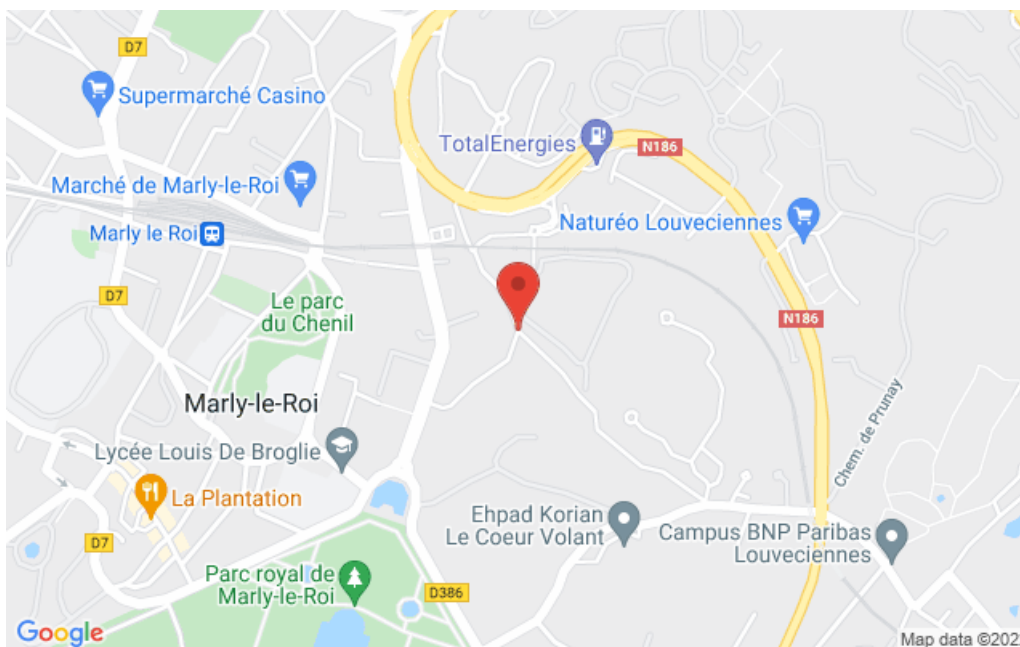 D7
Supermarché Casino
TotalEnergies
N186
Marché de Marly-le-Roi
Naturéo Louveciennes
Marly le Roi
D7
Le parc
du Chenil
N186
Marly-le-Roi
Chem. de Prunay
Lycée Louis De Broglie
La Plantation
Ehpad Korian
Le Coeur Volant
Campus BNP Paribas
Louveciennes
D7
Parc royal de
Marly-le-Roi
D386
Google
Map data ©202